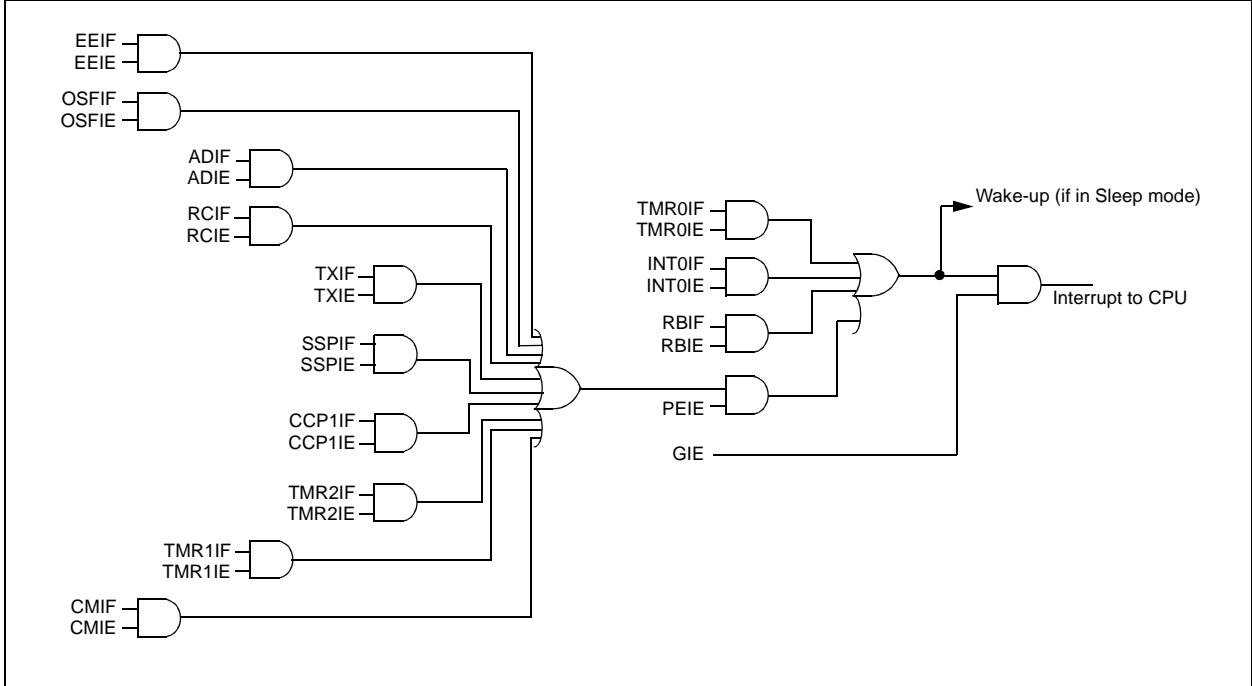 EEIF
EEIE
OSFIF
OSFIE
ADIF
ADIE
RCIF
RCIE
TXIF
TXIE
SSPIF
SSPIE
CCP1IF
CCP1IE
TMR2IF
TMR2IE
TMR1IF
TMR1IE
CMIF
CMIE
TMR0IF
TMR0IE
INT0IF
INT0IE
RBIF
RBIE
PEIE
GIE
Wake-up (if in Sleep mode)
Interrupt to CPU